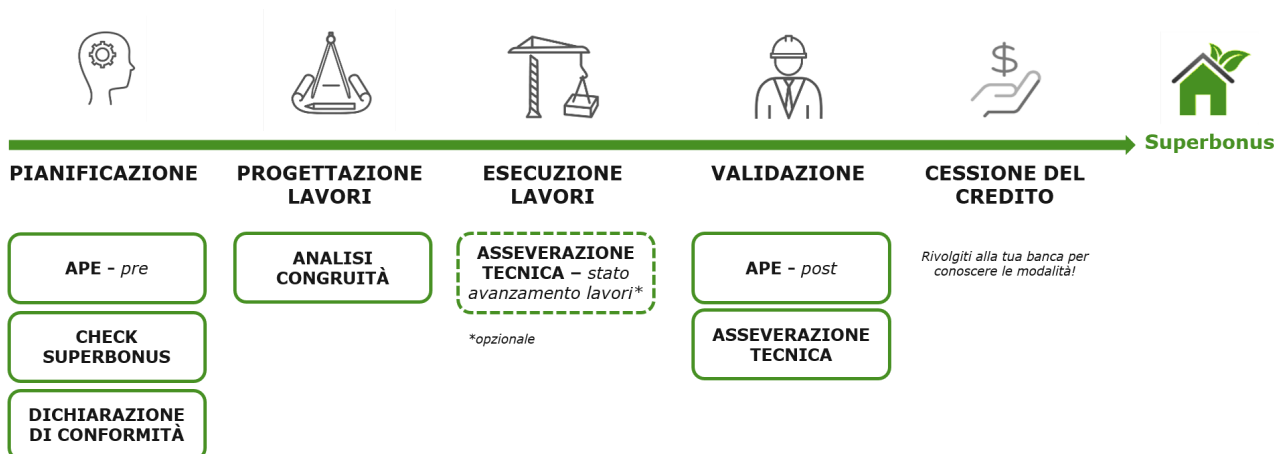 Superbonus
PIANIFICAZIONE
PROGETTAZIONE
LAVORI
ESECUZIONE
LAVORI
VALIDAZIONE
CESSIONE DEL
CREDITO
APE – pre
CHECK
SUPERBONUS
DICHIARAZIONE
DI CONFORMITÀ
ANALISI
CONGRUITÀ
ASSEVERAZIONE
TECNICA – stato
avanzamento lavori*
*opzionale
APE – post
ASSEVERAZIONE
TECNICA
Rivolgiti alla tua banca per
conoscere le modalità!